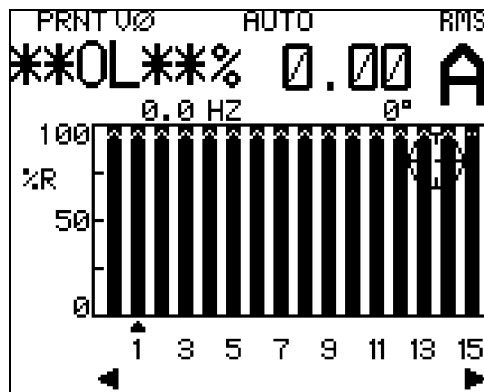 PRNT VØ AUTO RMS
**OL**% 0.00 A
0.0 HZ 0°
100
%R
50
0
1 3 5 7 9 11 13 15